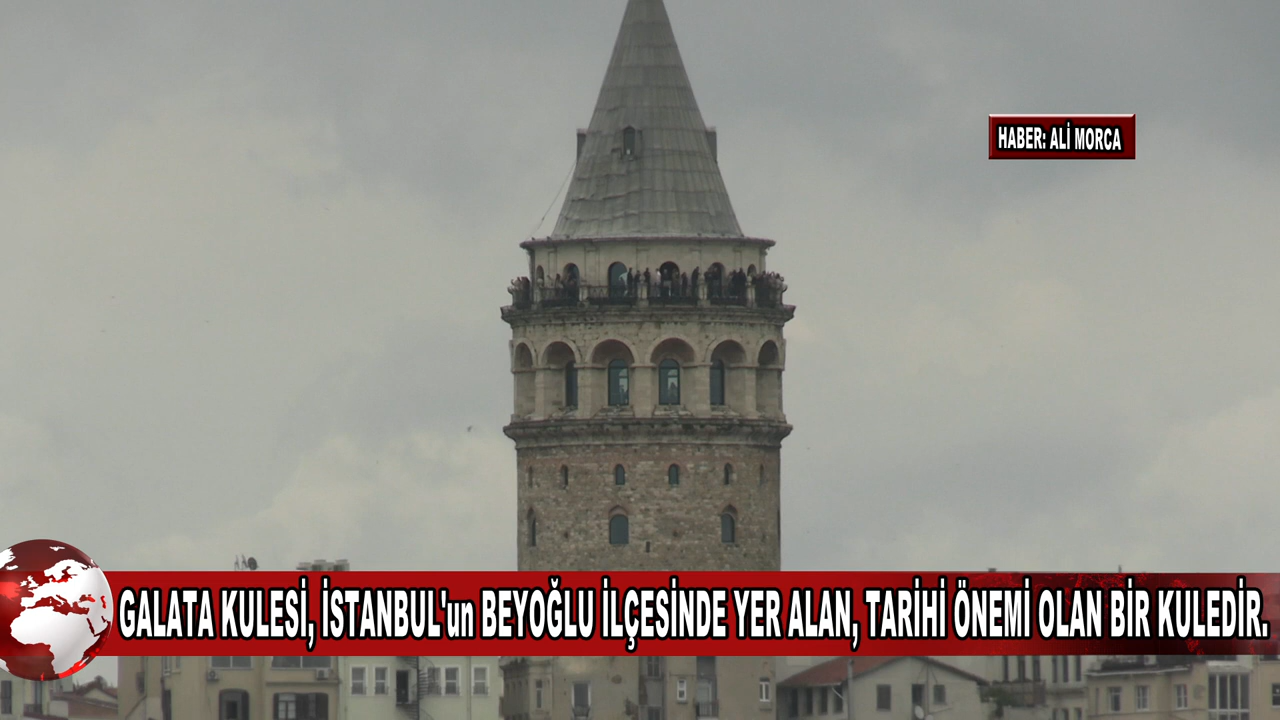 HABER: ALİ MORCA
GALATA KULESİ, İSTANBUL'un BEYOĞLU İLÇESİNDE YER ALAN, TARİHİ ÖNEMİ OLAN BİR KULEDİR.